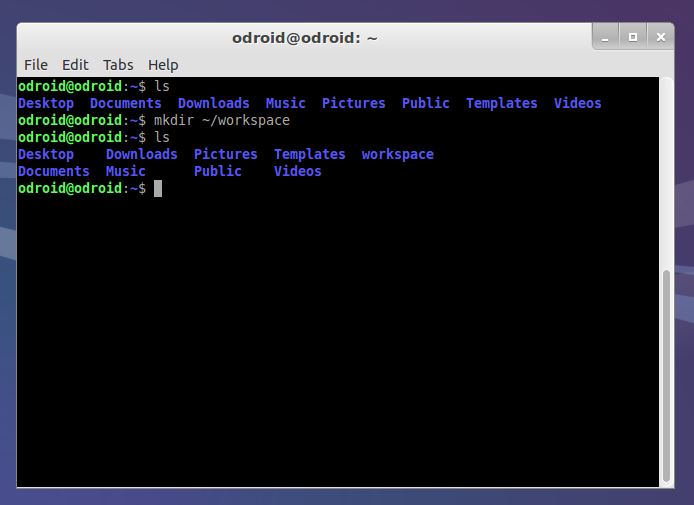 odroid@odroid: ~
File Edit Tabs Help
odroid@odroid:~$ ls
Desktop  Documents  Downloads  Music  Pictures  Public  Templates  Videos
odroid@odroid:~$ mkdir ~/workspace
odroid@odroid:~$ ls
Desktop    Downloads  Pictures  Templates  workspace
Documents  Music      Public    Videos
odroid@odroid:~$